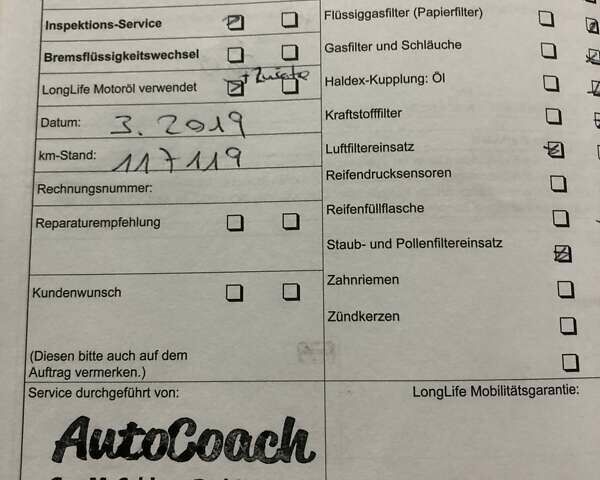 Inspektions-Service
Bremsflüssigkeitswechsel
LongLife Motoröl verwendet
Datum: 3. 2019
km-Stand: 117119
Rechnungsnummer:
Reparaturempfehlung
Kundenwunsch
(Diesen bitte auch auf dem
Auftrag vermerken.)
Service durchgeführt von:
AutoCoach
Flüssiggasfilter (Papierfilter)
Gasfilter und Schläuche
Haldex-Kupplung: Öl
Kraftstofffilter
Luftfiltereinsatz
Reifendrucksensoren
Reifenfüllflasche
Staub- und Pollenfiltereinsatz
Zahnriemen
Zündkerzen
LongLife Mobilitätsgarantie: